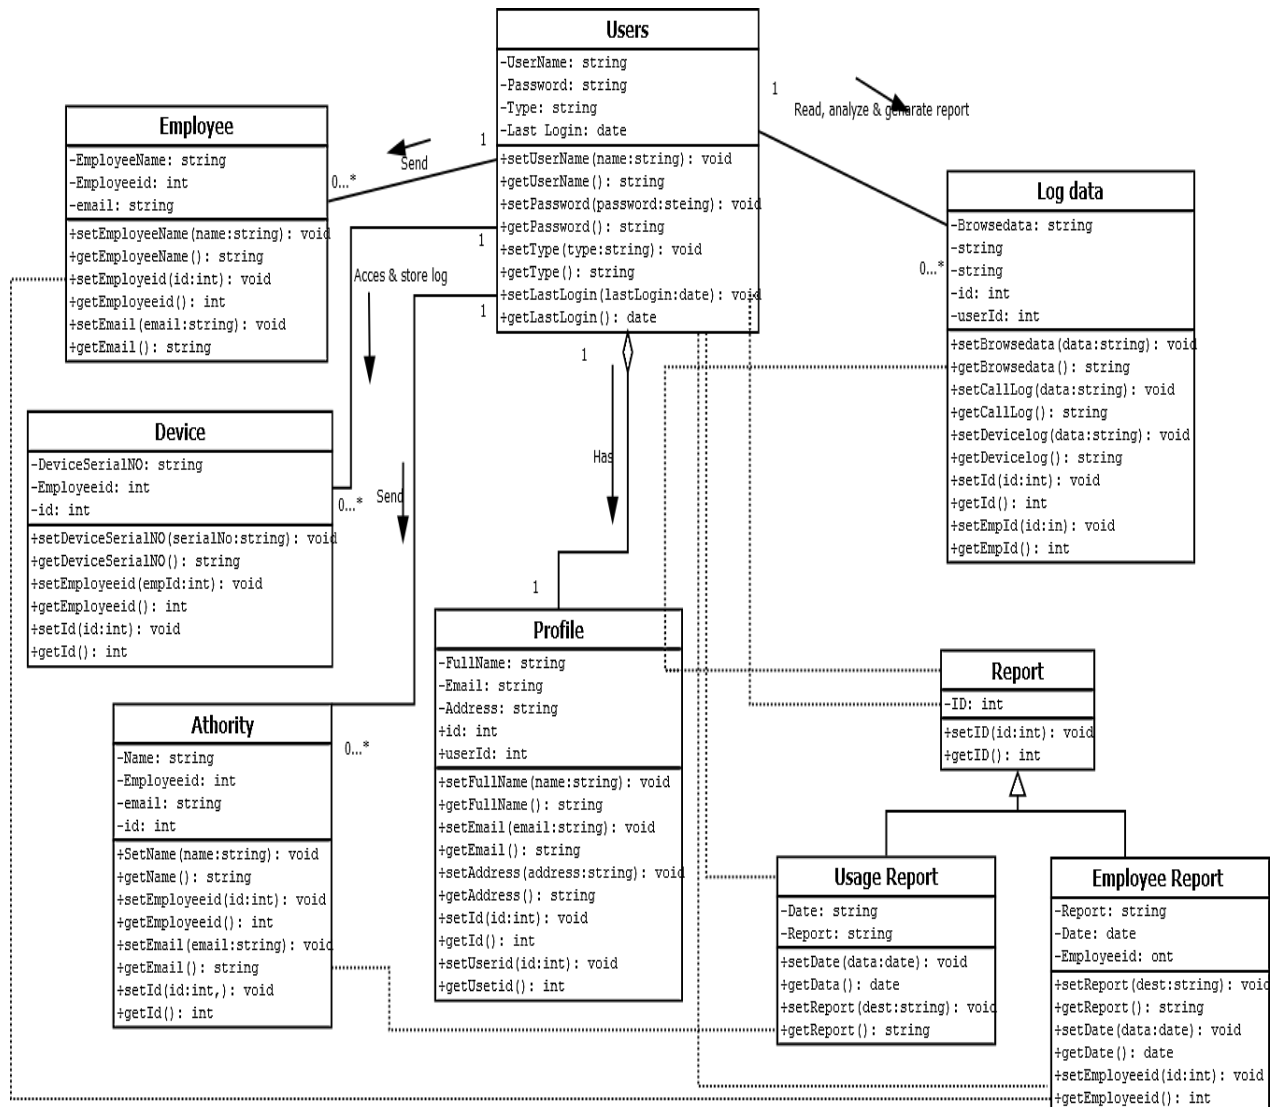 Users
-UserName: string
-Password: string
-Type: string
-Last Login: date
+setUserName(name:string): void
+getUserName(): string
+setPassword(password:steing): void
+getPassword(): string
+setType(type:string): void
+getType(): string
+setLastLogin(lastLogin:date): void
+getLastLogin(): date
1
Read, analyze & genarate report
0...*
1
Send
0...*
1
Acces & store log
0...*
1
Send
0...*
1
Has
1
Employee
-EmployeeName: string
-Employeeid: int
-email: string
+setEmployeeName(name:string): void
+getEmployeeName(): string
+setEmployeid(id:int): void
+getEmployeeid(): int
+setEmail(email:string): void
+getEmail(): string
Log data
-Browsedata: string
-string
-string
-id: int
-userId: int
+setBrowsedata(data:string): void
+getBrowsedata(): string
+setCallLog(data:string): void
+getCallLog(): string
+setDevicelog(data:string): void
+getDevicelog(): string
+setId(id:int): void
+getId(): int
+setEmpId(id:in): void
+getEmpId(): int
Device
-DeviceSerialNO: string
-Employeeid: int
-id: int
+setDeviceSerialNO(serialNo:string): void
+getDeviceSerialNO(): string
+setEmployeeid(empId:int): void
+getEmployeeid(): int
+setId(id:int): void
+getId(): int
Profile
-FullName: string
-Email: string
-Address: string
+id: int
+userId: int
+setFullName(name:string): void
+getFullName(): string
+setEmail(email:string): void
+getEmail(): string
+setAddress(address:string): void
+getAddress(): string
+setId(id:int): void
+getId(): int
+setUserid(id:int): void
+getUsetid(): int
Report
-ID: int
+setID(id:int): void
+getID(): int
Athority
-Name: string
-Employeeid: int
-email: string
-id: int
+SetName(name:string): void
+getName(): string
+setEmployeeid(id:int): void
+getEmployeeid(): int
+setEmail(email:string): void
+getEmail(): string
+setId(id:int,): void
+getId(): int
Usage Report
-Date: string
-Report: string
+setDate(data:date): void
+getData(): date
+setReport(dest:string): void
+getReport(): string
Employee Report
-Report: string
-Date: date
-Employeeid: ont
+setReport(dest:string): void
+getReport(): string
+setDate(data:date): void
+getDate(): date
+setEmployeeid(id:int): void
+getEmployeeid(): int